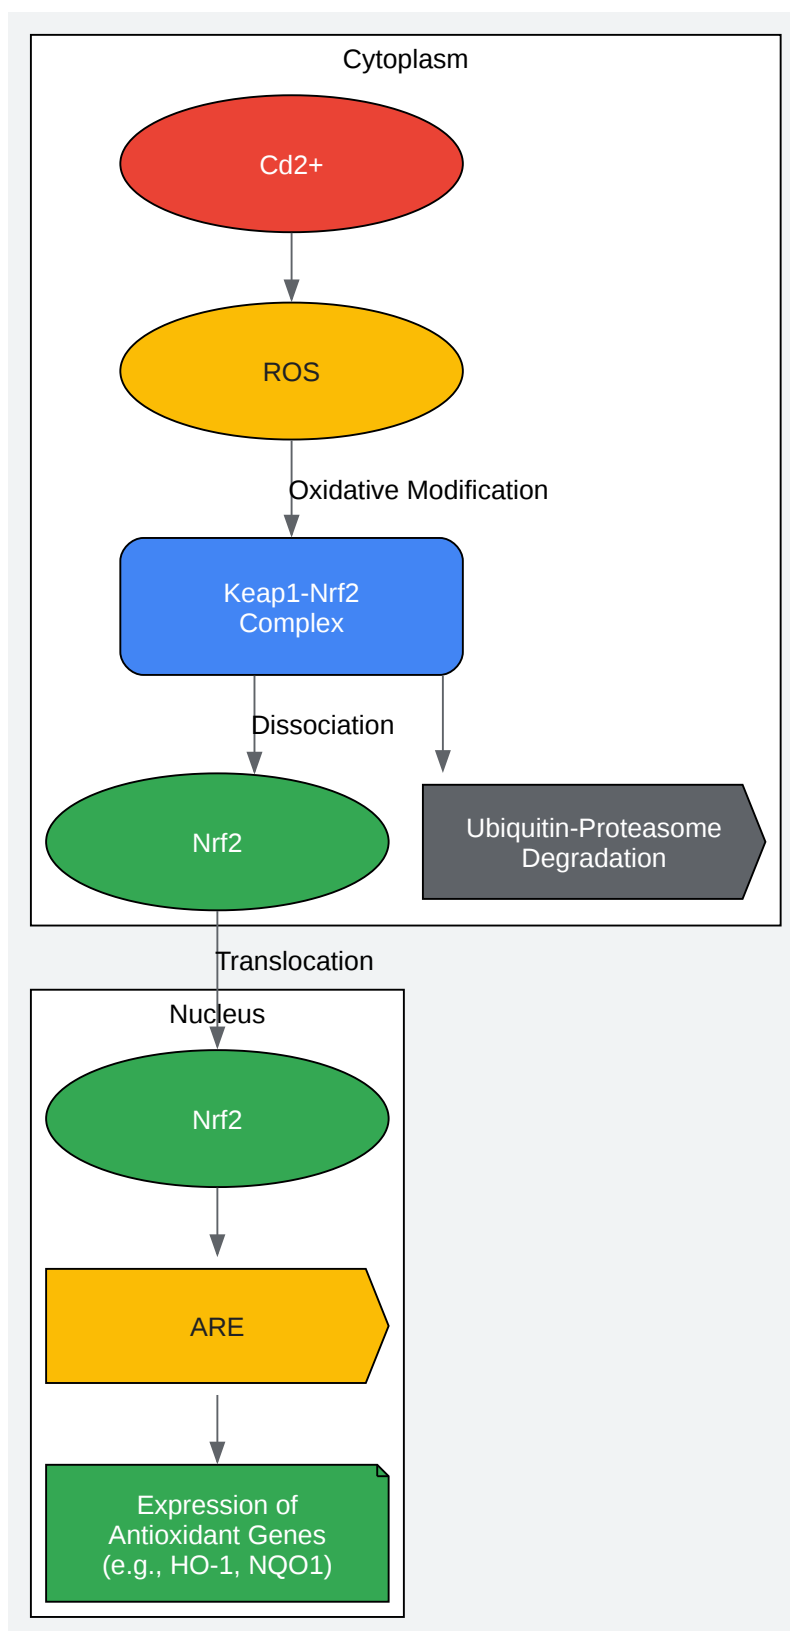 Cytoplasm
Cd2+
ROS
Oxidative Modification
Keap1-Nrf2
Complex
Dissociation
Nrf2
Ubiquitin-Proteasome
Degradation
Translocation
Nucleus
Nrf2
ARE
Expression of
Antioxidant Genes
(e.g., HO-1, NQO1)